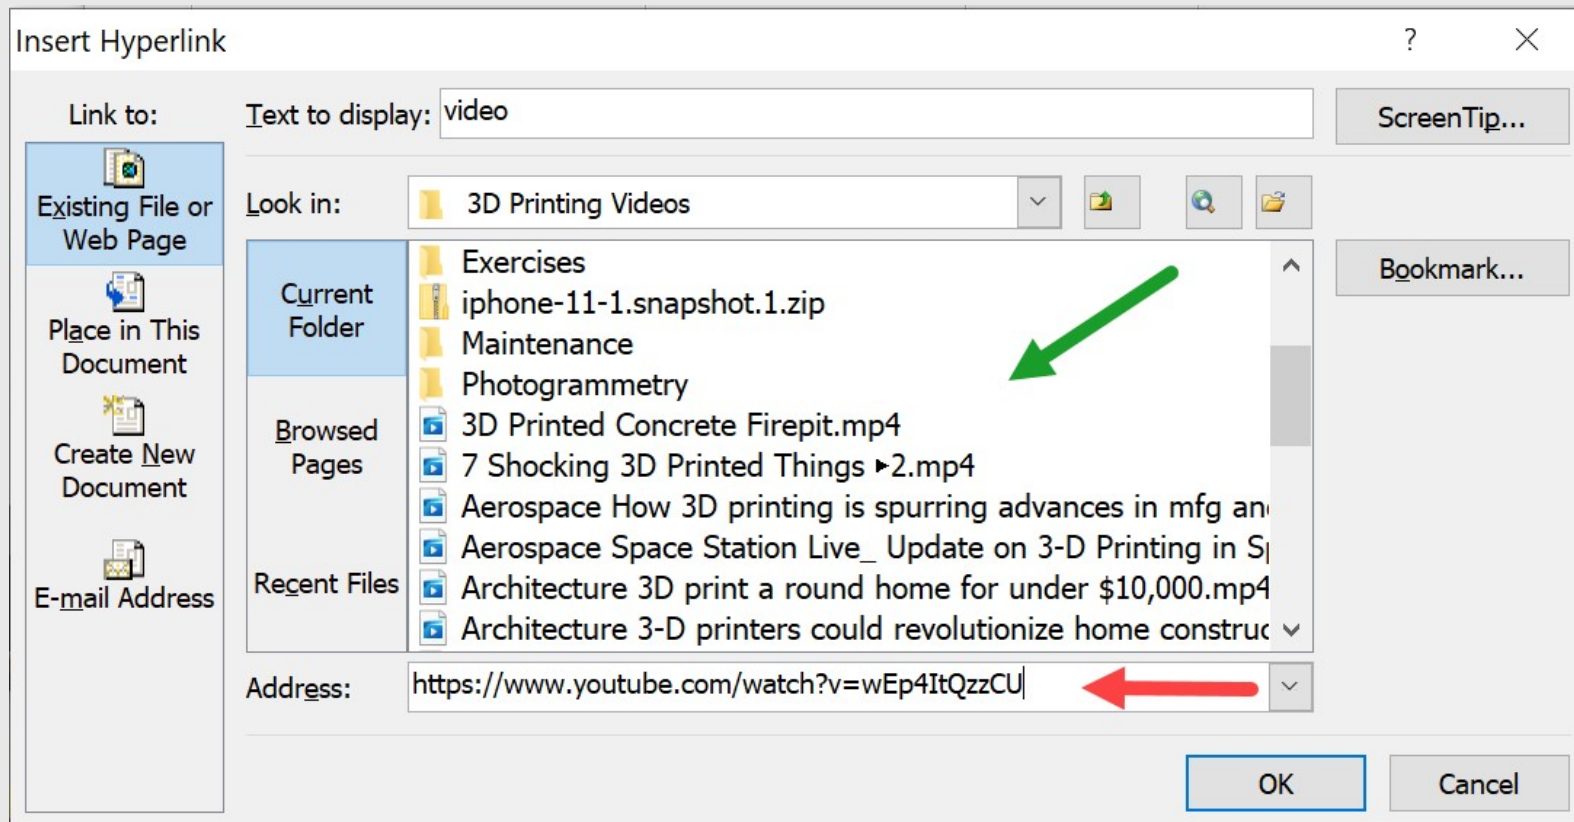 Insert Hyperlink
?
Link to:
Text to display:
video
ScreenTip...
Existing File or
Web Page
Look in:
3D Printing Videos
Bookmark...
Place in This
Document
Create New
Document
E-mail Address
Current
Folder
Browsed
Pages
Recent Files
Exercises
iphone-11-1.snapshot.1.zip
Maintenance
Photogrammetry
3D Printed Concrete Firepit.mp4
7 Shocking 3D Printed Things ▸2.mp4
Aerospace How 3D printing is spurring advances in mfg an
Aerospace Space Station Live_ Update on 3-D Printing in S
Architecture 3D print a round home for under $10,000.mp4
Architecture 3-D printers could revolutionize home construc
Address:
https://www.youtube.com/watch?v=wEp4ItQzzCU
OK
Cancel